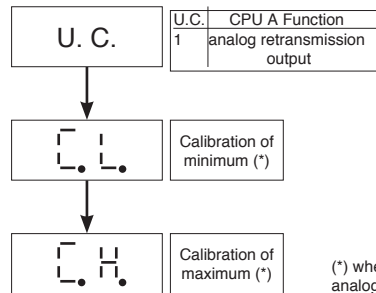 U. C.
U.C. CPU A Function
1 analog retransmission
output
C. L.
Calibration of
minimum (*)
C. H.
Calibration of
maximum (*)
(*) whe
analog